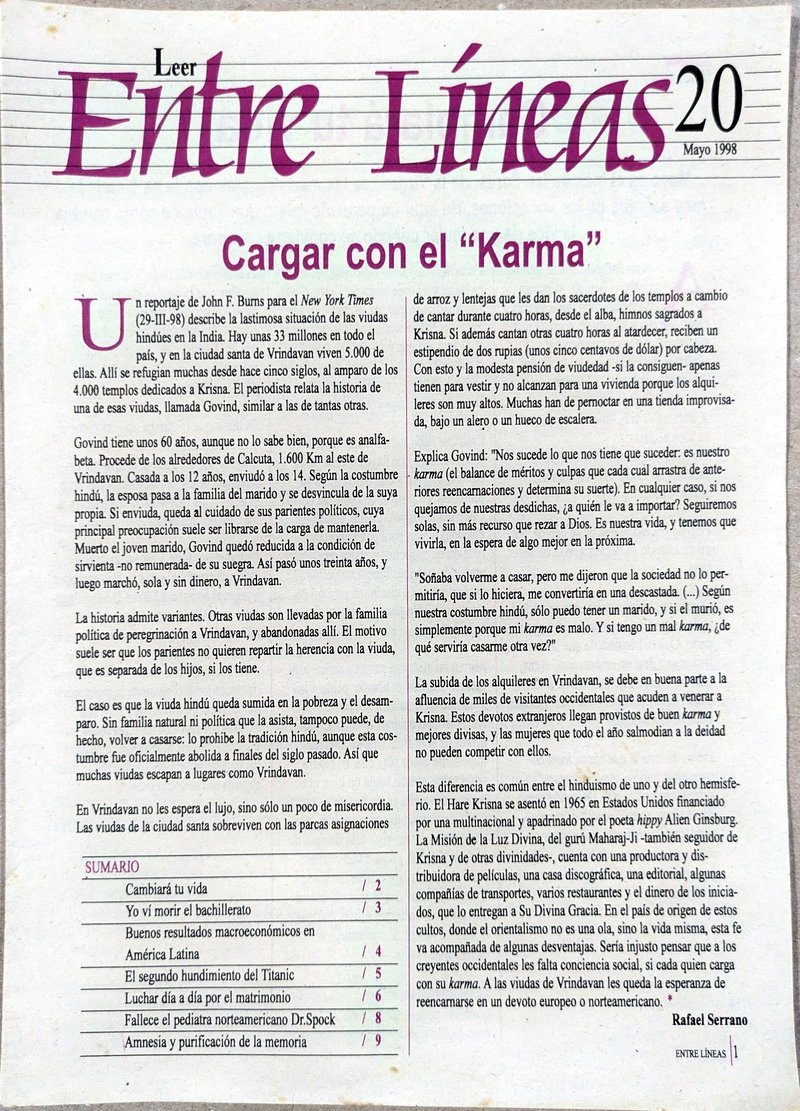 Leer
Entre Líneas
20
Mayo 1998
Cargar con el “Karma”
Un reportaje de John F. Burns para el New York Times
(29-III-98) describe la lastimosa situación de las viudas
hindúes en la India. Hay unas 33 millones en todo el
país, y en la ciudad santa de Vrindavan viven 5.000 de
ellas. Allí se refugian muchas desde hace cinco siglos, al amparo de los
4.000 templos dedicados a Krisna. El periodista relata la historia de
una de esas viudas, llamada Govind, similar a las de tantas otras.
Govind tiene unos 60 años, aunque no lo sabe bien, porque es analfa-
beta. Procede de los alrededores de Calcuta, 1.600 Km al este de
Vrindavan. Casada a los 12 años, enviudó a los 14. Según la costumbre
hindú, la esposa pasa a la familia del marido y se desvincula de la suya
propia. Si enviuda, queda al cuidado de sus parientes políticos, cuya
principal preocupación suele ser librarse de la carga de mantenerla.
Muerto el joven marido, Govind quedó reducida a la condición de
sirvienta -no remunerada- de su suegra. Así pasó unos treinta años, y
luego marchó, sola y sin dinero, a Vrindavan.
La historia admite variantes. Otras viudas son llevadas por la familia
política de peregrinación a Vrindavan, y abandonadas allí. El motivo
suele ser que los parientes no quieren repartir la herencia con la viuda,
que es separada de los hijos, si los tiene.
El caso es que la viuda hindú queda sumida en la pobreza y el desam-
paro. Sin familia natural ni política que la asista, tampoco puede, de
hecho, volver a casarse: lo prohibe la tradición hindú, aunque esta cos-
tumbre fue oficialmente abolida a finales del siglo pasado. Así que
muchas viudas escapan a lugares como Vrindavan.
En Vrindavan no les espera el lujo, sino sólo un poco de misericordia.
Las viudas de la ciudad santa sobreviven con las parcas asignaciones
SUMARIO
Cambiará tu vida / 2
Yo ví morir el bachillerato / 3
Buenos resultados macroeconómicos en
América Latina / 4
El segundo hundimiento del Titanic / 5
Luchar día a día por el matrimonio / 6
Fallece el pediatra norteamericano Dr.Spock / 8
Amnesia y purificación de la memoria / 9
de arroz y lentejas que les dan los sacerdotes de los templos a cambio
de cantar durante cuatro horas, desde el alba, himnos sagrados a
Krisna. Si además cantan otras cuatro horas al atardecer, reciben un
estipendio de dos rupias (unos cinco centavos de dólar) por cabeza.
Con esto y la modesta pensión de viudedad -si la consiguen- apenas
tienen para vestir y no alcanzan para una vivienda porque los alqui-
leres son muy altos. Muchas han de pernoctar en una tienda improvisa-
da, bajo un alero o un hueco de escalera.
Explica Govind: "Nos sucede lo que nos tiene que suceder: es nuestro
karma (el balance de méritos y culpas que cada cual arrastra de ante-
riores reencarnaciones y determina su suerte). En cualquier caso, si nos
quejamos de nuestras desdichas, ¿a quién le va a importar? Seguiremos
solas, sin más recurso que rezar a Dios. Es nuestra vida, y tenemos que
vivirla, en la espera de algo mejor en la próxima.
"Soñaba volverme a casar, pero me dijeron que la sociedad no lo per-
mitiría, que si lo hiciera, me convertiría en una descastada. (...) Según
nuestra costumbre hindú, sólo puedo tener un marido, y si el murió, es
simplemente porque mi karma es malo. Y si tengo un mal karma, ¿de
qué serviría casarme otra vez?"
La subida de los alquileres en Vrindavan, se debe en buena parte a la
afluencia de miles de visitantes occidentales que acuden a venerar a
Krisna. Estos devotos extranjeros llegan provistos de buen karma y
mejores divisas, y las mujeres que todo el año salmodian a la deidad
no pueden competir con ellos.
Esta diferencia es común entre el hinduismo de uno y del otro hemisfe-
rio. El Hare Krisna se asentó en 1965 en Estados Unidos financiado
por una multinacional y apadrinado por el poeta hippy Alien Ginsburg.
La Misión de la Luz Divina, del gurú Maharaj-Ji -también seguidor de
Krisna y de otras divinidades-, cuenta con una productora y dis-
tribuidora de películas, una casa discográfica, una editorial, algunas
compañías de transportes, varios restaurantes y el dinero de los inicia-
dos, que lo entregan a Su Divina Gracia. En el país de origen de estos
cultos, donde el orientalismo no es una ola, sino la vida misma, esta fe
va acompañada de algunas desventajas. Sería injusto pensar que a los
creyentes occidentales les falta conciencia social, si cada quien carga
con su karma. A las viudas de Vrindavan les queda la esperanza de
reencarnarse en un devoto europeo o norteamericano. *
Rafael Serrano
ENTRE LÍNEAS 1